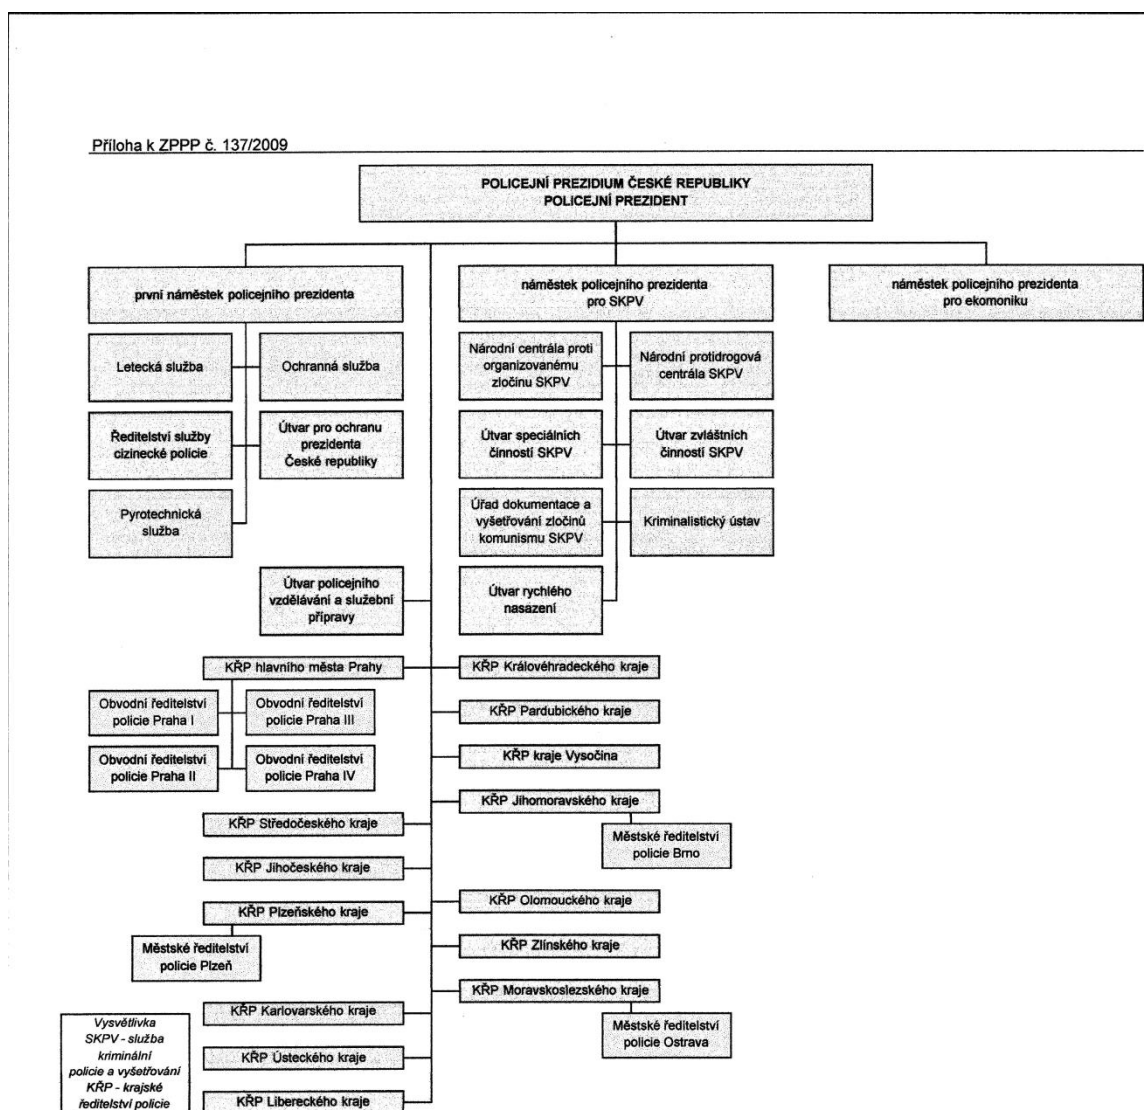 Příloha k ZPPP č. 137/2009
POLICEJNÍ PREZIDIUM ČESKÉ REPUBLIKY
POLICEJNÍ PREZIDENT
první náměstek policejního prezidenta
náměstek policejního prezidenta
pro SKPV
náměstek policejního prezidenta
pro ekomoniku
Letecká služba
Ochranná služba
Ředitelství služby
cizinecké policie
Útvar pro ochranu
prezidenta
České republiky
Pyrotechnická
služba
Národní centrála proti
organizovanému
zločinu SKPV
Národní protidrogová
centrála SKPV
Útvar speciálních
činností SKPV
Útvar zvláštních
činností SKPV
Úřad dokumentace a
vyšetřování zločinů
komunismu SKPV
Kriminalistický ústav
Útvar rychlého
nasazení
Útvar policejního
vzdělávání a služební
přípravy
KŘP hlavního města Prahy
Obvodní ředitelství
policie Praha I
Obvodní ředitelství
policie Praha III
Obvodní ředitelství
policie Praha II
Obvodní ředitelství
policie Praha IV
KŘP Středočeského kraje
KŘP Jihočeského kraje
KŘP Plzeňského kraje
Městské ředitelství
policie Plzeň
KŘP Karlovarského kraje
KŘP Ústeckého kraje
KŘP Libereckého kraje
KŘP Královéhradeckého kraje
KŘP Pardubického kraje
KŘP kraje Vysočina
KŘP Jihomoravského kraje
Městské ředitelství
policie Brno
KŘP Olomouckého kraje
KŘP Zlínského kraje
KŘP Moravskoslezského kraje
Městské ředitelství
policie Ostrava
Vysvětlivka
SKPV - služba
kriminální
policie a vyšetřování
KŘP - krajské
ředitelství policie